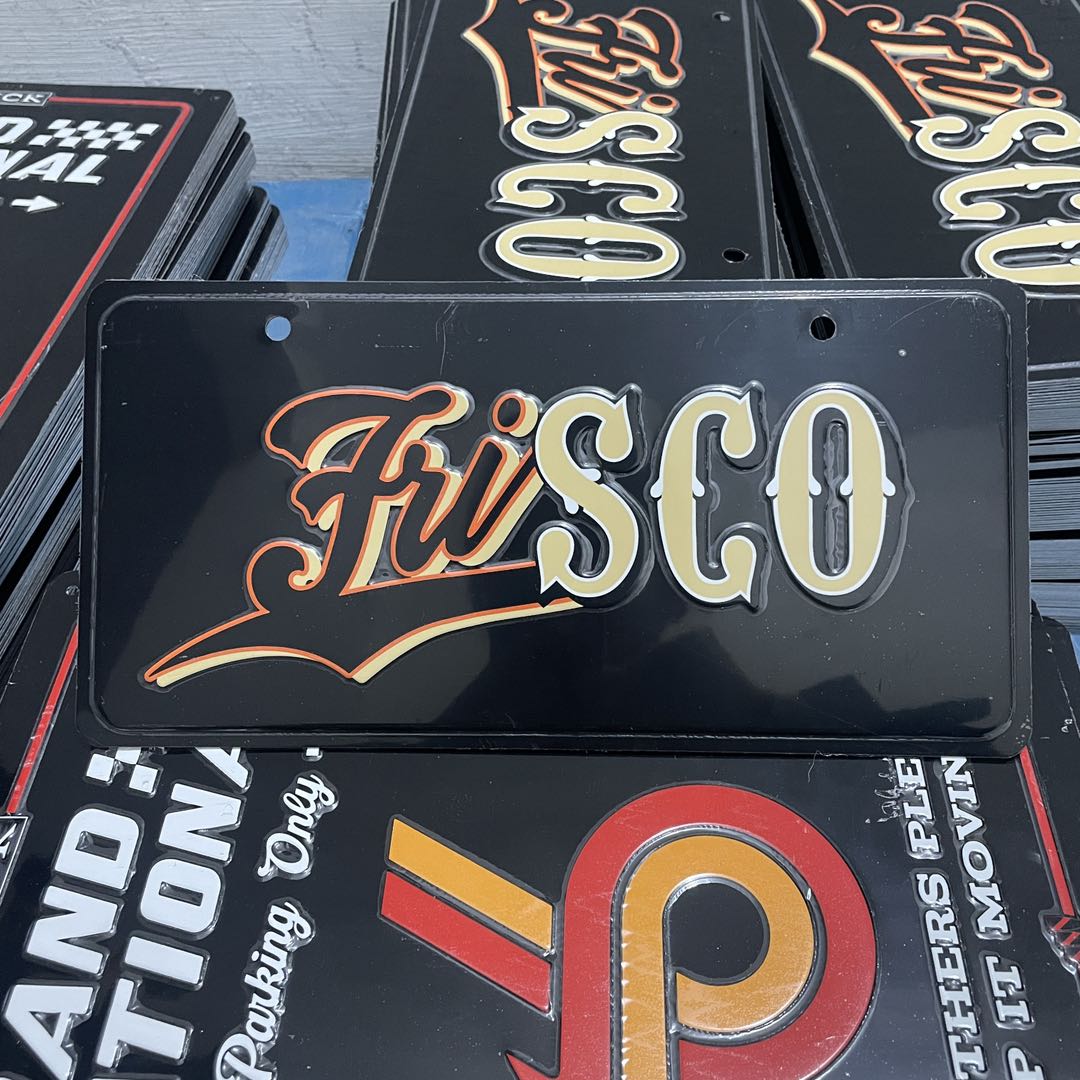 FriSCO
FriSCO
FriSCO
NAL
AND
TIONA
Parking Only
THERS PLE
P IT MOVIN